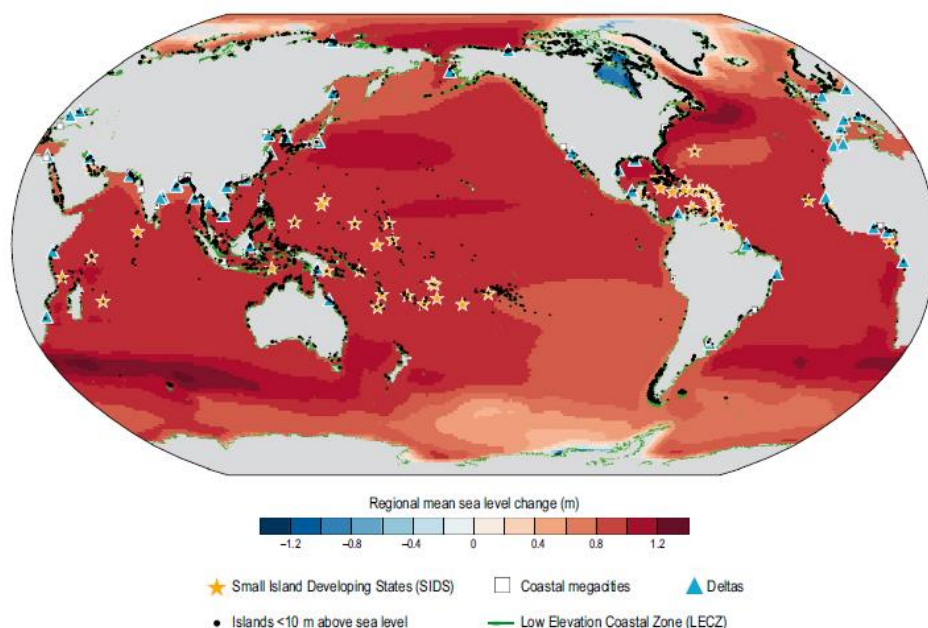 Regional mean sea level change (m)
–1.2 –0.8 –0.4 0 0.4 0.8 1.2
Small Island Developing States (SIDS) Coastal megacities Deltas
Islands <10 m above sea level Low Elevation Coastal Zone (LECZ)